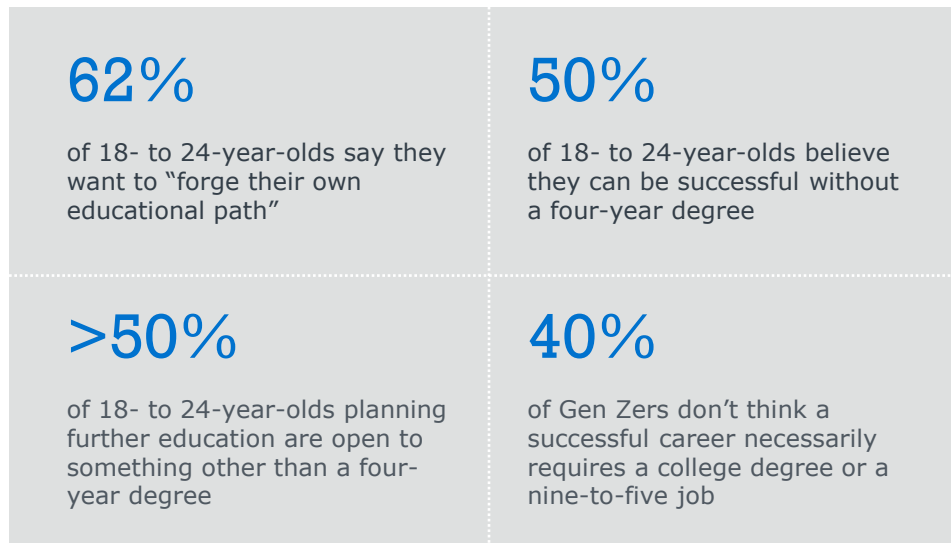 62%
of 18- to 24-year-olds say they
want to “forge their own
educational path”
50%
of 18- to 24-year-olds believe
they can be successful without
a four-year degree
>50%
of 18- to 24-year-olds planning
further education are open to
something other than a four-
year degree
40%
of Gen Zers don’t think a
successful career necessarily
requires a college degree or a
nine-to-five job